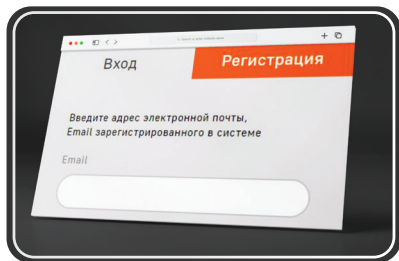 Вход
Регистрация
Введите адрес электронной почты,
Email зарегистрированного в системе
Email